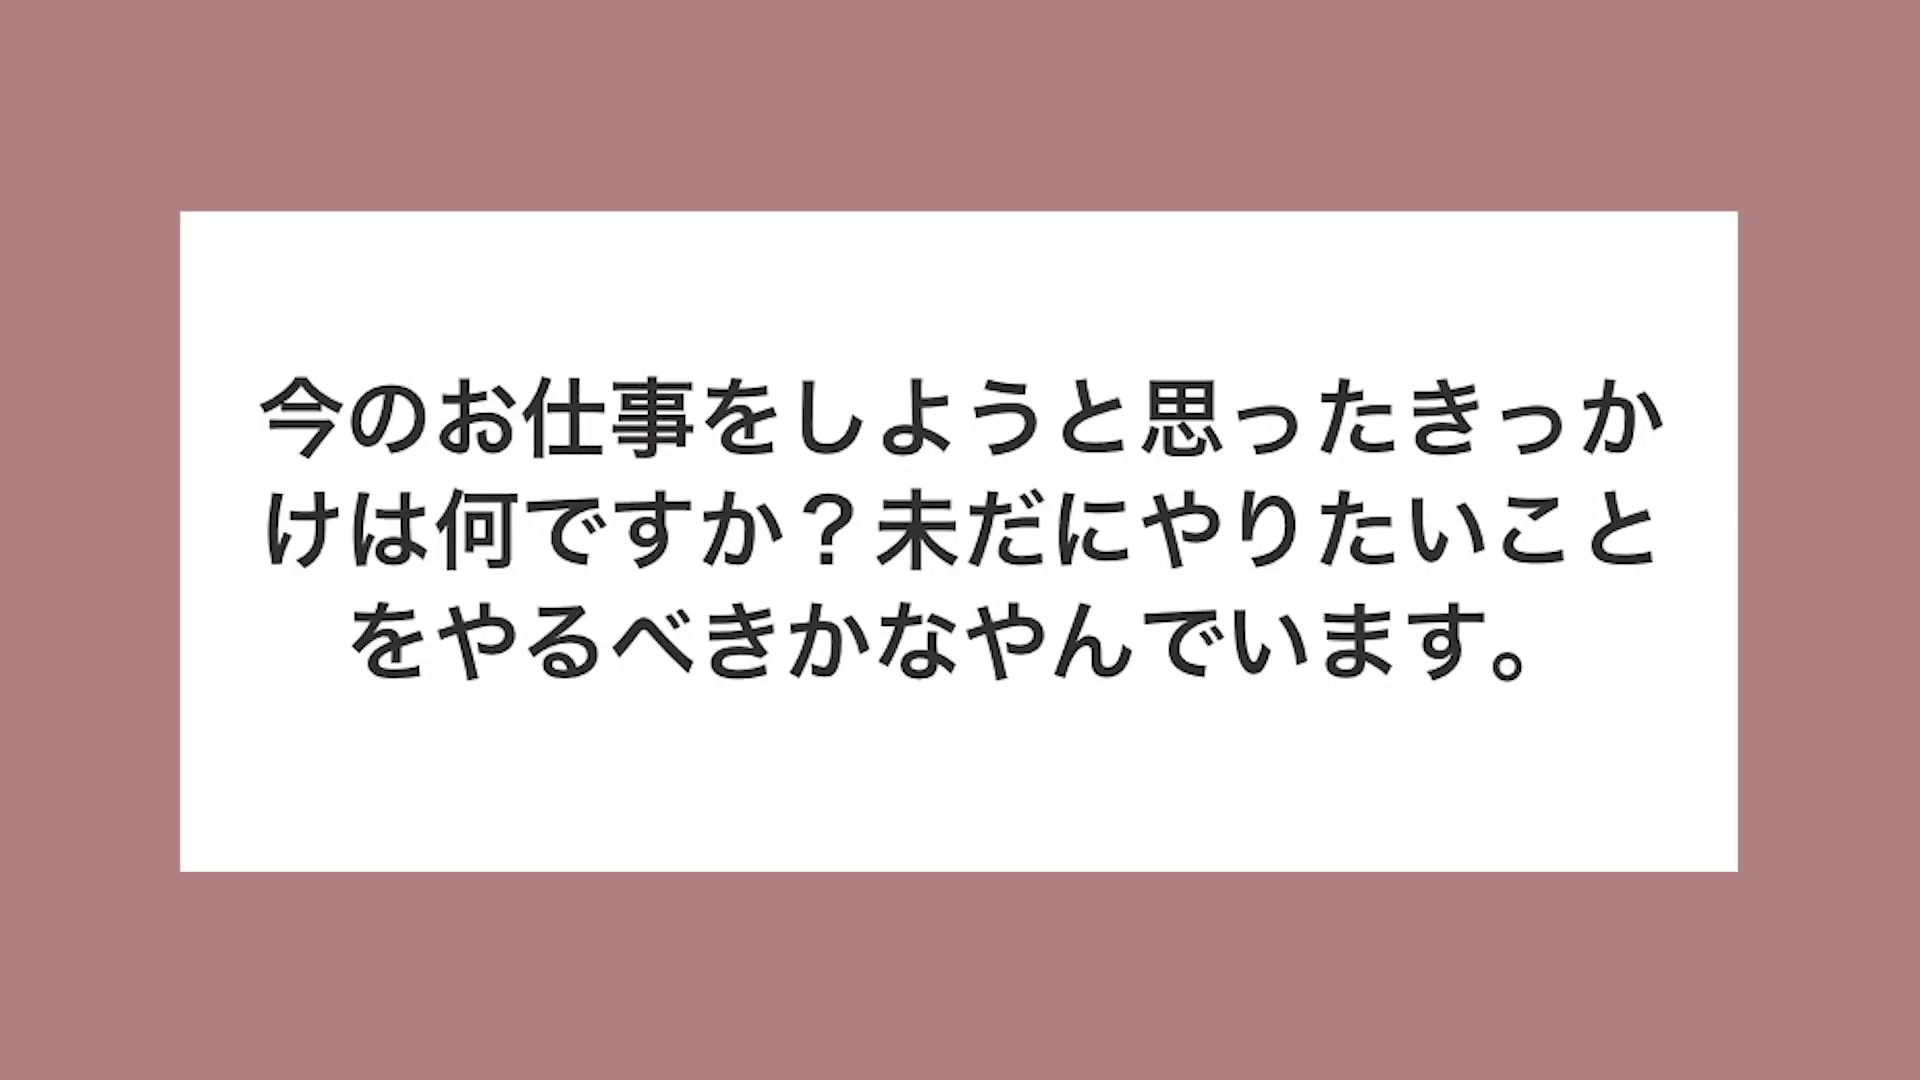 今のお仕事をしようと思ったきっか
けは何ですか？未だにやりたいこと
をやるべきかなやんでいます。